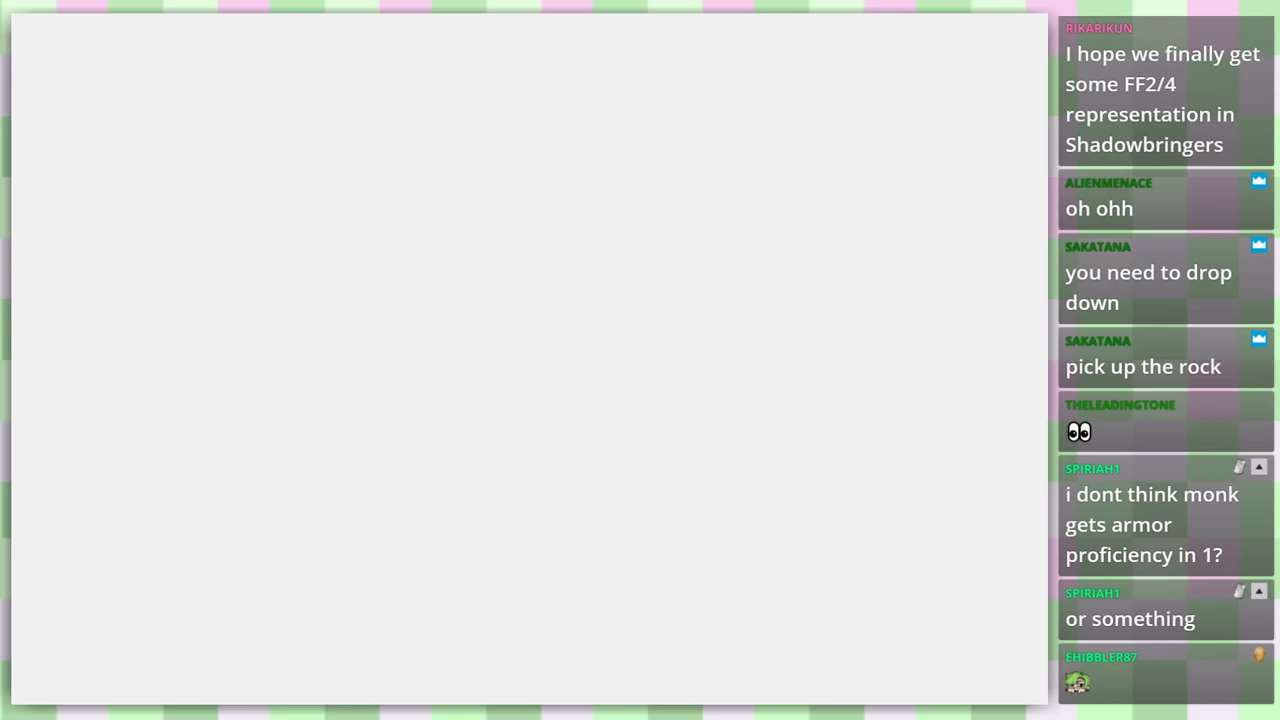 RIKARIKUN
I hope we finally get
some FF2/4
representation in
Shadowbringers
ALIENMENACE
oh ohh
SAKATANA
you need to drop
down
SAKATANA
pick up the rock
THELEADINGTONE
SPIRIAH1
i dont think monk
gets armor
proficiency in 1?
SPIRIAH1
or something
EHIBBLER87